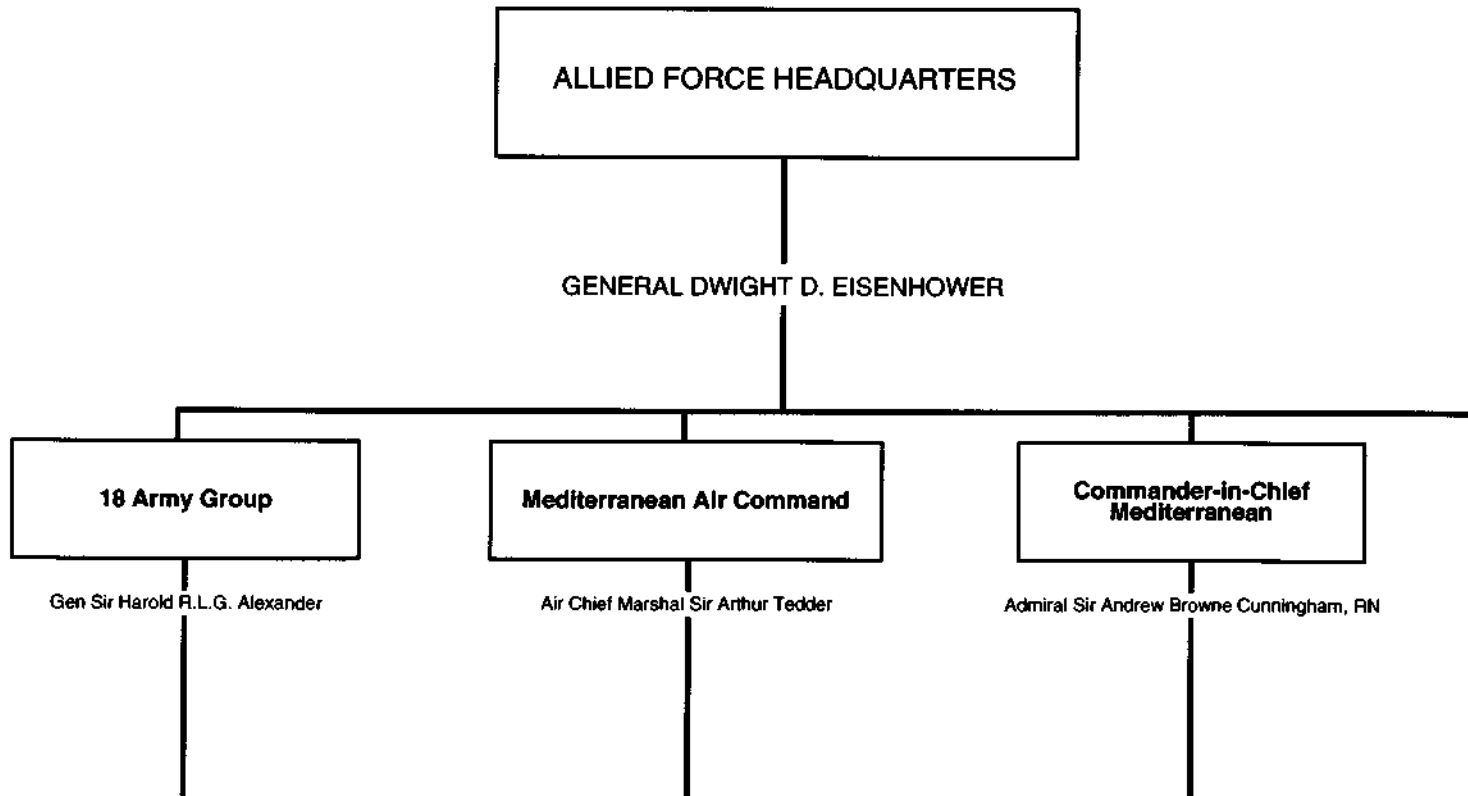 ALLIED FORCE HEADQUARTERS
GENERAL DWIGHT D. EISENHOWER
18 Army Group
Mediterranean Air Command
Commander-in-Chief
Mediterranean
Gen Sir Harold R.L.G. Alexander
Air Chief Marshal Sir Arthur Tedder
Admiral Sir Andrew Browne Cunningham, RN